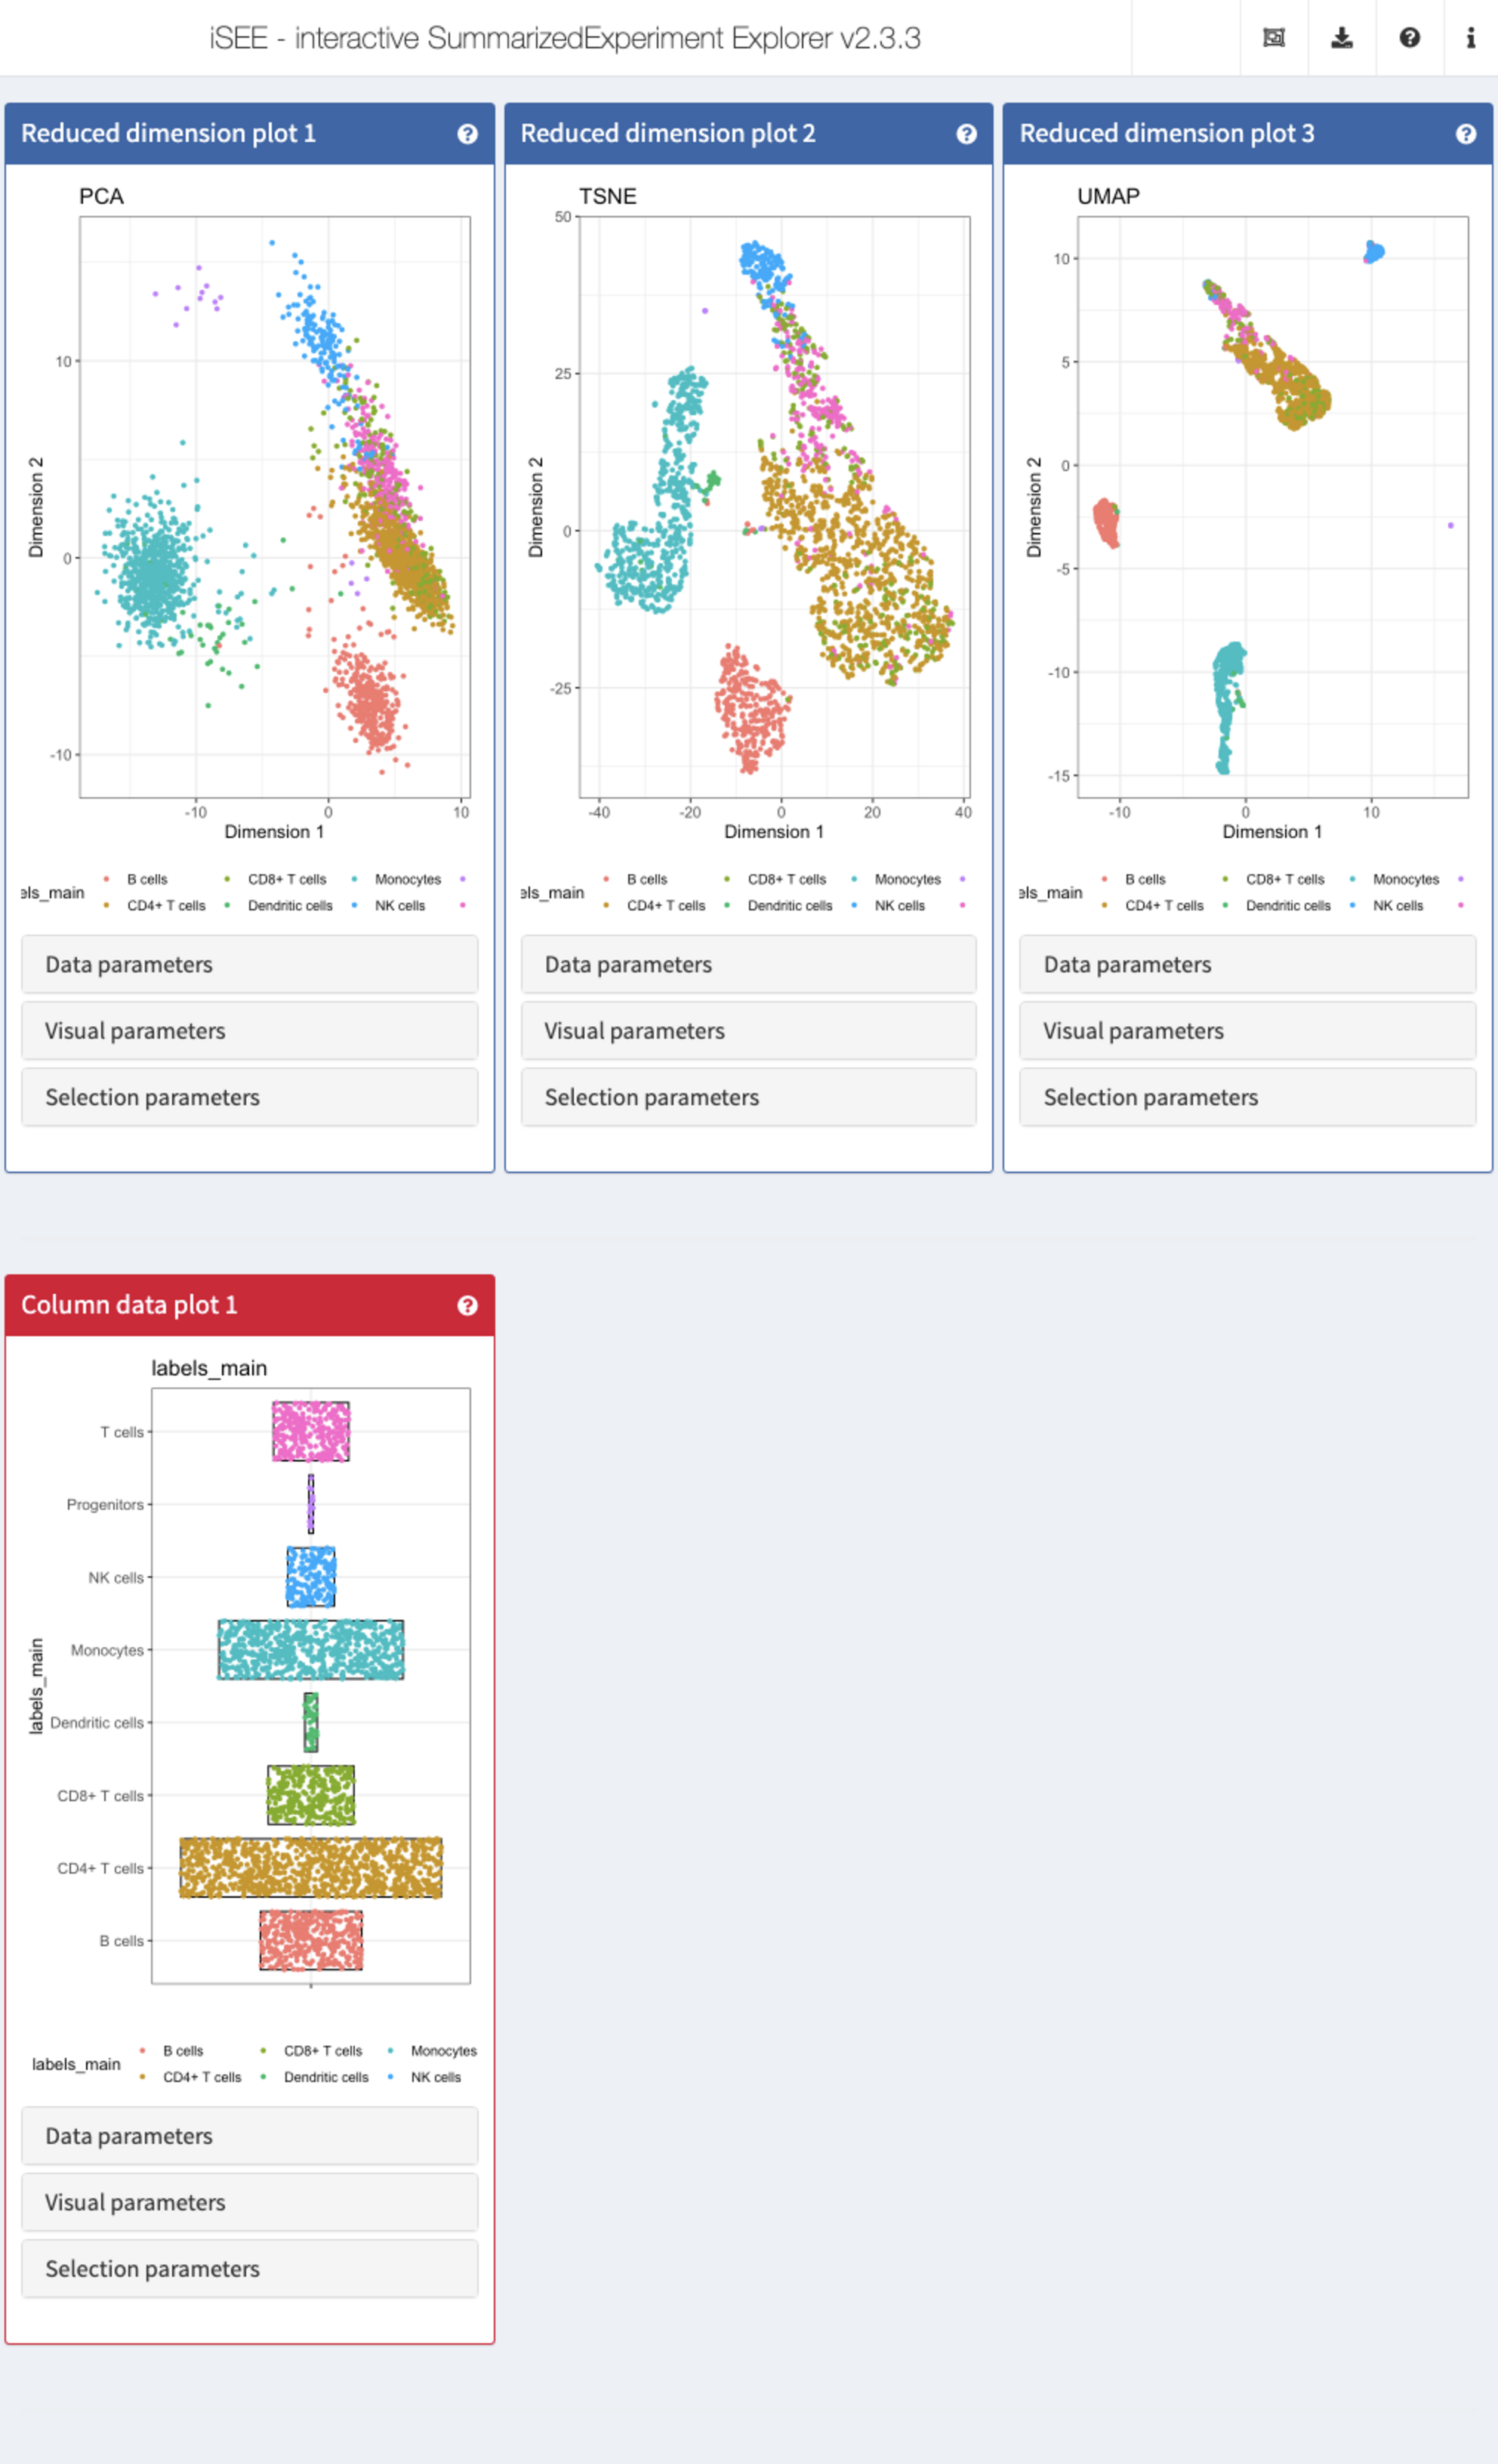 iSEE - interactive SummarizedExperiment Explorer v2.3.3
Reduced dimension plot 1
PCA
10
0
-10
Dimension 2
-10 0 10
Dimension 1
els_main
B cells CD8+ T cells Monocytes
CD4+ T cells Dendritic cells NK cells
Data parameters
Visual parameters
Selection parameters
Reduced dimension plot 2
TSNE
50
25
0
-25
Dimension 2
-40 -20 0 20 40
Dimension 1
els_main
B cells CD8+ T cells Monocytes
CD4+ T cells Dendritic cells NK cells
Data parameters
Visual parameters
Selection parameters
Reduced dimension plot 3
UMAP
10
5
0
-5
-10
-15
Dimension 2
-10 0 10
Dimension 1
els_main
B cells CD8+ T cells Monocytes
CD4+ T cells Dendritic cells NK cells
Data parameters
Visual parameters
Selection parameters
Column data plot 1
labels_main
T cells
Progenitors
NK cells
Monocytes
Dendritic cells
CD8+ T cells
CD4+ T cells
B cells
labels_main
labels_main
B cells CD8+ T cells Monocytes
CD4+ T cells Dendritic cells NK cells
Data parameters
Visual parameters
Selection parameters